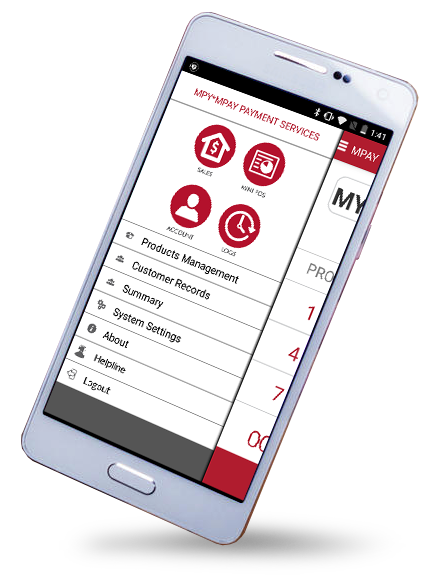 1:41
MPY*MPAY PAYMENT SERVICES
MPAY
SALES
MINI POS
MY
ACCOUNT
LOGS
Products Management
PRO
Customer Records
Summary
1
System Settings
4
About
Helpline
7
Logout
00